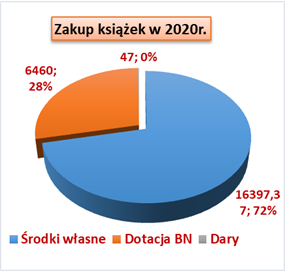 Zakup książek w 2020r.
47; 0%
6460;
28%
16397,3
7; 72%
Środki własne
Dotacja BN
Dary